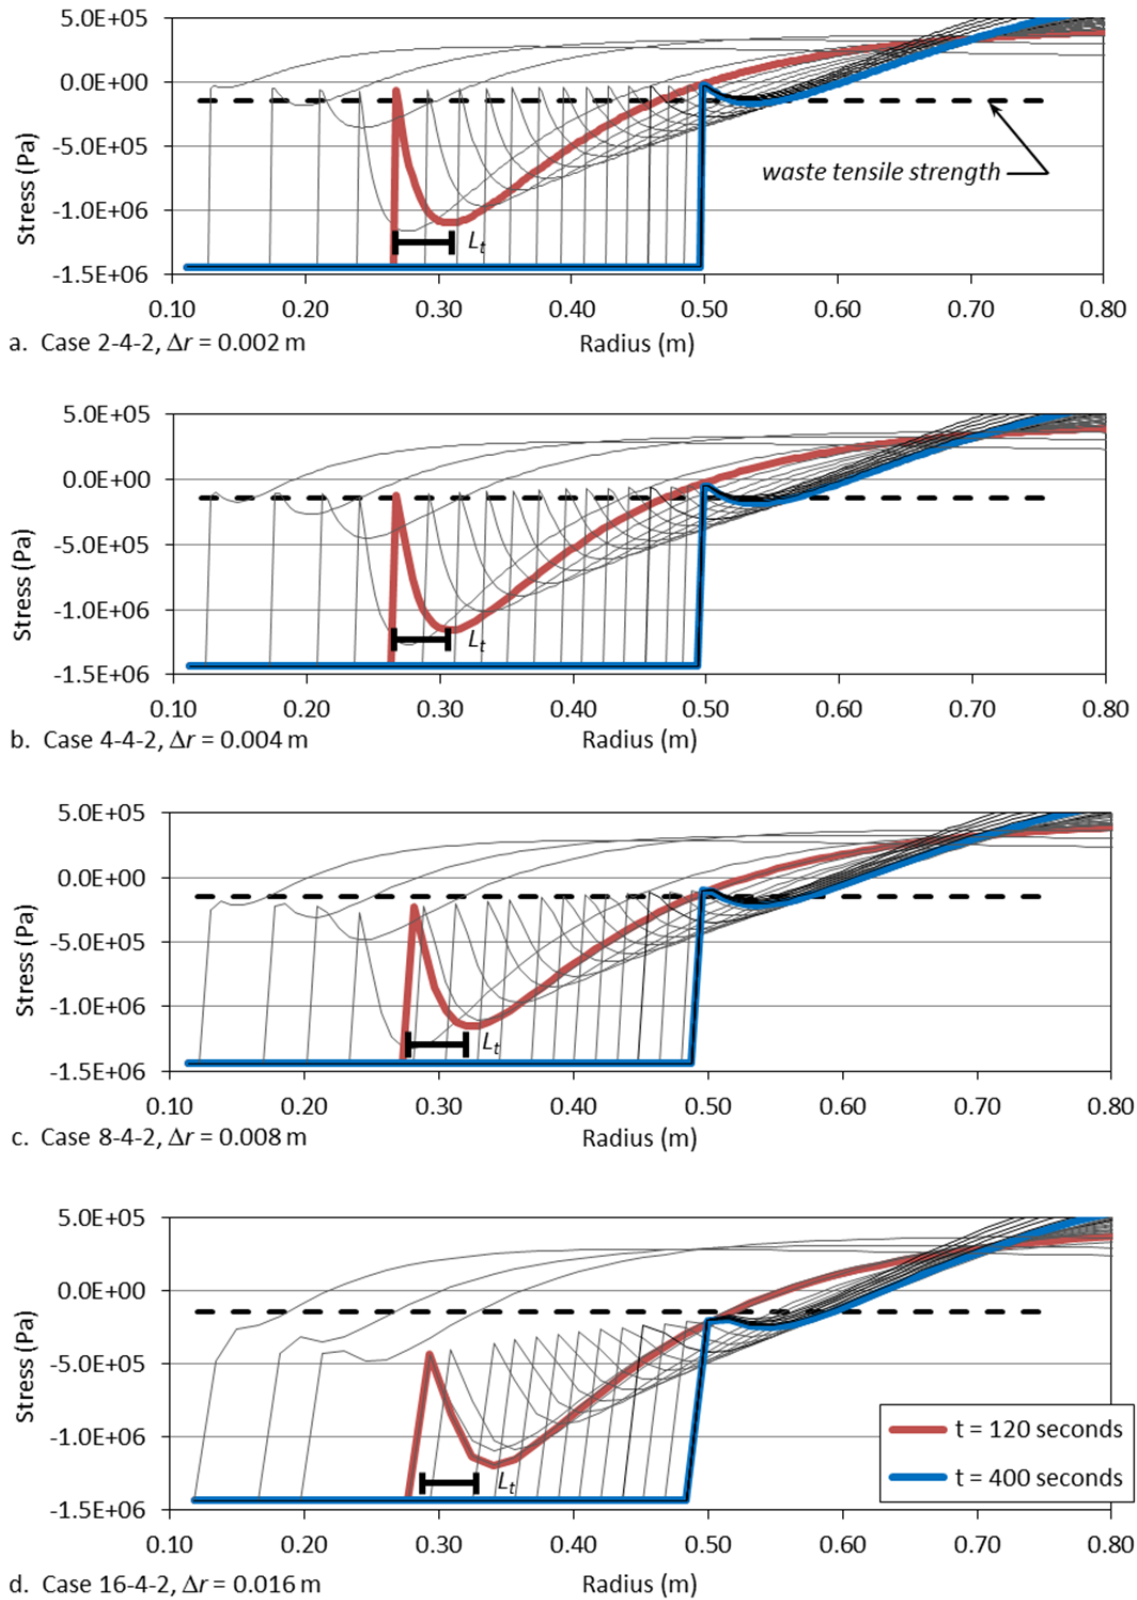 5.0E+05
0.0E+00
-5.0E+05
-1.0E+06
-1.5E+06
Stress (Pa)
waste tensile strength
Lt
0.10 0.20 0.30 0.40 0.50 0.60 0.70 0.80
a. Case 2-4-2, Δr = 0.002 m
Radius (m)
5.0E+05
0.0E+00
-5.0E+05
-1.0E+06
-1.5E+06
Stress (Pa)
Lt
0.10 0.20 0.30 0.40 0.50 0.60 0.70 0.80
b. Case 4-4-2, Δr = 0.004 m
Radius (m)
5.0E+05
0.0E+00
-5.0E+05
-1.0E+06
-1.5E+06
Stress (Pa)
Lt
0.10 0.20 0.30 0.40 0.50 0.60 0.70 0.80
c. Case 8-4-2, Δr = 0.008 m
Radius (m)
5.0E+05
0.0E+00
-5.0E+05
-1.0E+06
-1.5E+06
Stress (Pa)
Lt
t = 120 seconds
t = 400 seconds
0.10 0.20 0.30 0.40 0.50 0.60 0.70 0.80
d. Case 16-4-2, Δr = 0.016 m
Radius (m)